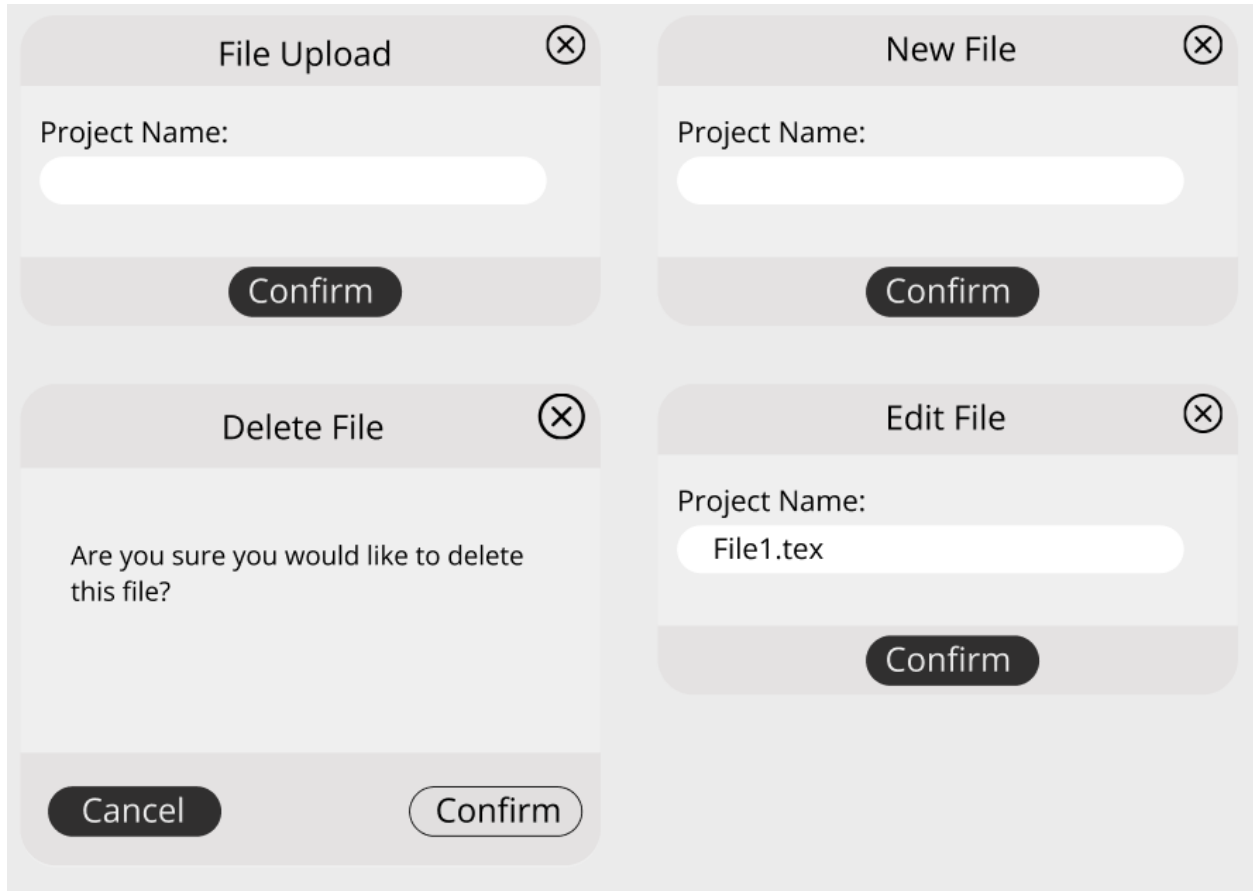 File Upload
Project Name:
Confirm
New File
Project Name:
Confirm
Delete File
Are you sure you would like to delete
this file?
Cancel
Confirm
Edit File
Project Name:
File1.tex
Confirm